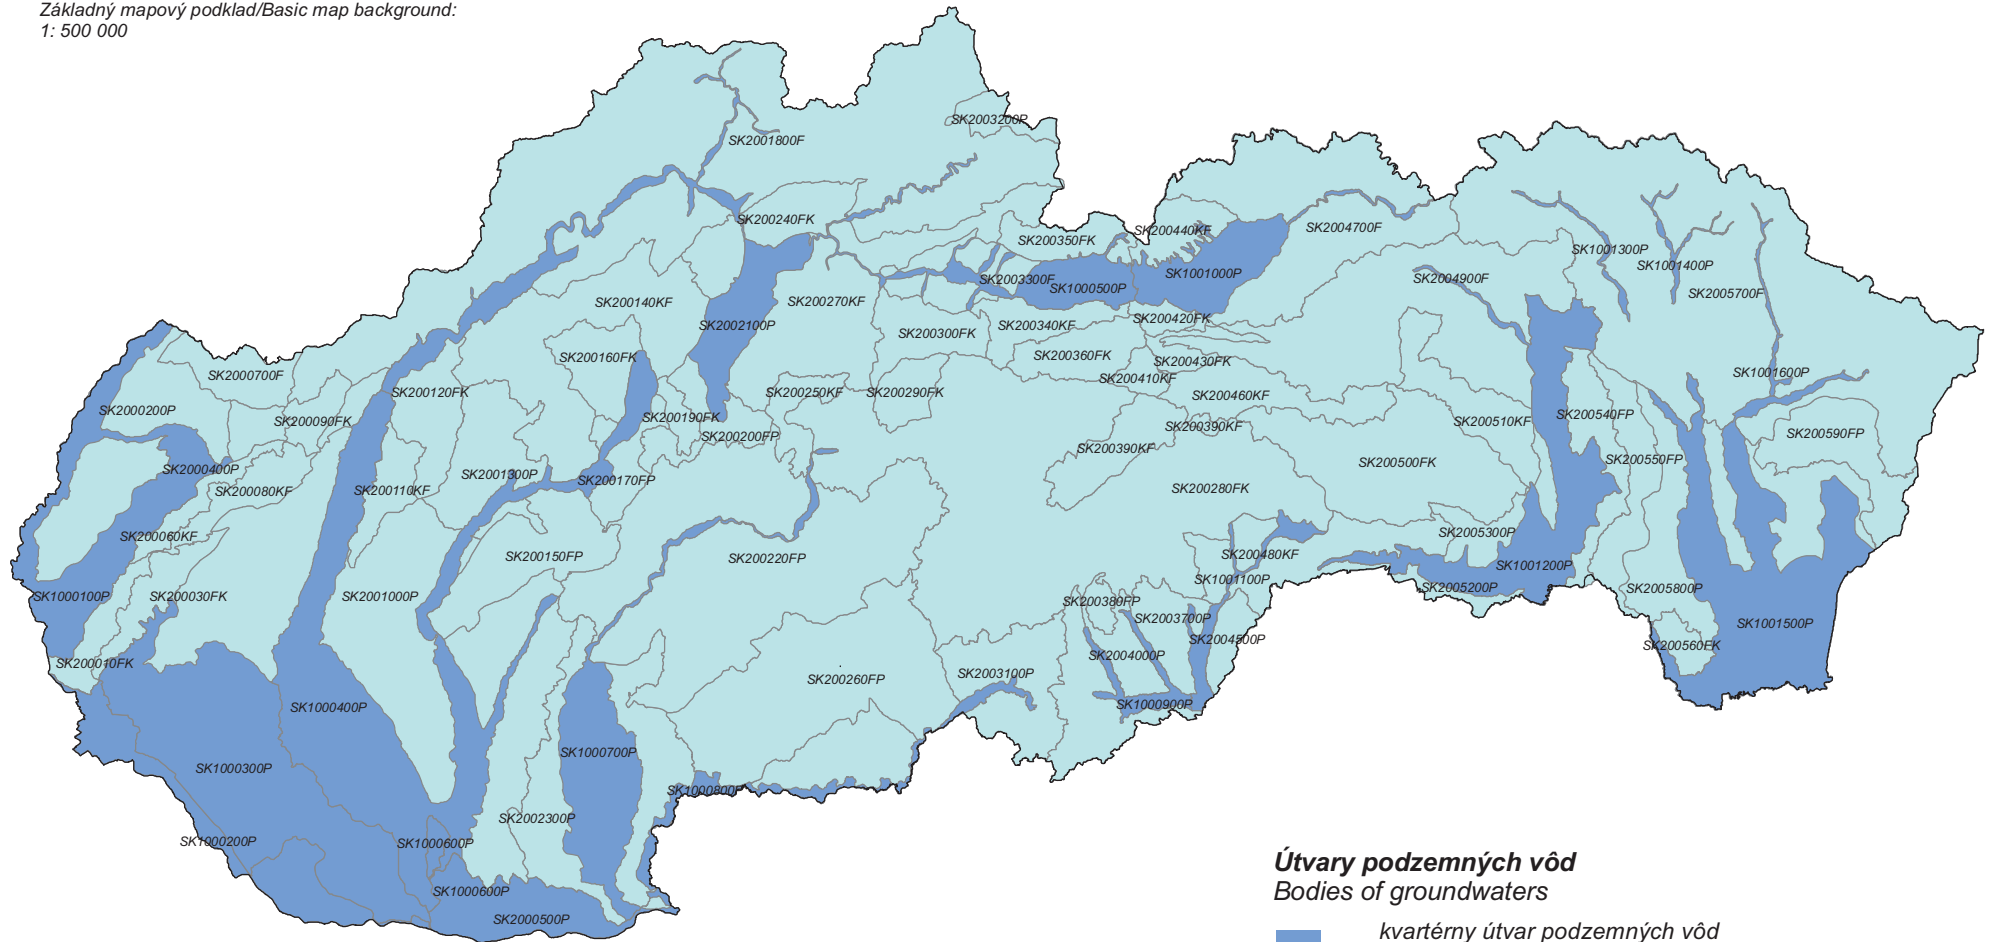 Základný mapový podklad/Basic map background:
1: 500 000
SK2003200P
SK2001800F
SK200240FK
SK200350FK
SK200440KF
SK2004700F
SK1001300P
SK1001400P
SK2005700F
SK1001000P
SK2003300F
SK1000500P
SK2004900F
SK200140KF
SK200270KF
SK2002100P
SK200300FK
SK200340KF
SK200420FK
SK200160FK
SK200360FK
SK200430FK
SK200410KF
SK2000700F
SK1001600P
SK200120FK
SK200250KF
SK200290FK
SK200460KF
SK2000200P
SK200090FK
SK200190FK
SK200200FP
SK200390KF
SK200390KF
SK200510KF
SK200540FP
SK200590FP
SK2000400P
SK200080KF
SK200110KF
SK2001300P
SK200170FP
SK200280FK
SK200500FK
SK200550FP
SK200060KF
SK200150FP
SK200220FP
SK200480KF
SK2005300P
SK1001200P
SK1001100P
SK2005200P
SK2005800P
SK1000100P
SK200030FK
SK2001000P
SK200380FP
SK2003700P
SK2004500P
SK2004000P
SK1001500P
SK200560EK
SK200010FK
SK200260FP
SK2003100P
SK1000900P
SK1000400P
SK1000300P
SK1000700P
SK1000800P
SK2002300P
SK1000200P
SK1000600P
SK1000600P
SK2000500P
Útvary podzemných vôd
Bodies of groundwaters
kvartérny útvar podzemných vôd